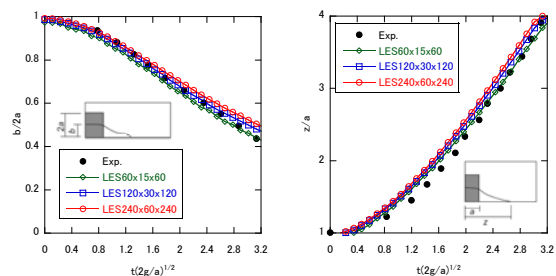 1
0.8
0.6
0.4
0.2
0
b/2a
0 0.4 0.8 1.2 1.6 2 2.4 2.8 3.2
t(2g/a)^1/2
2a
b
Exp.
LES60x15x60
LES120x30x120
LES240x60x240
4
3
2
1
z/a
0 0.4 0.8 1.2 1.6 2 2.4 2.8 3.2
t(2g/a)^1/2
Exp.
LES60x15x60
LES120x30x120
LES240x60x240
a
z